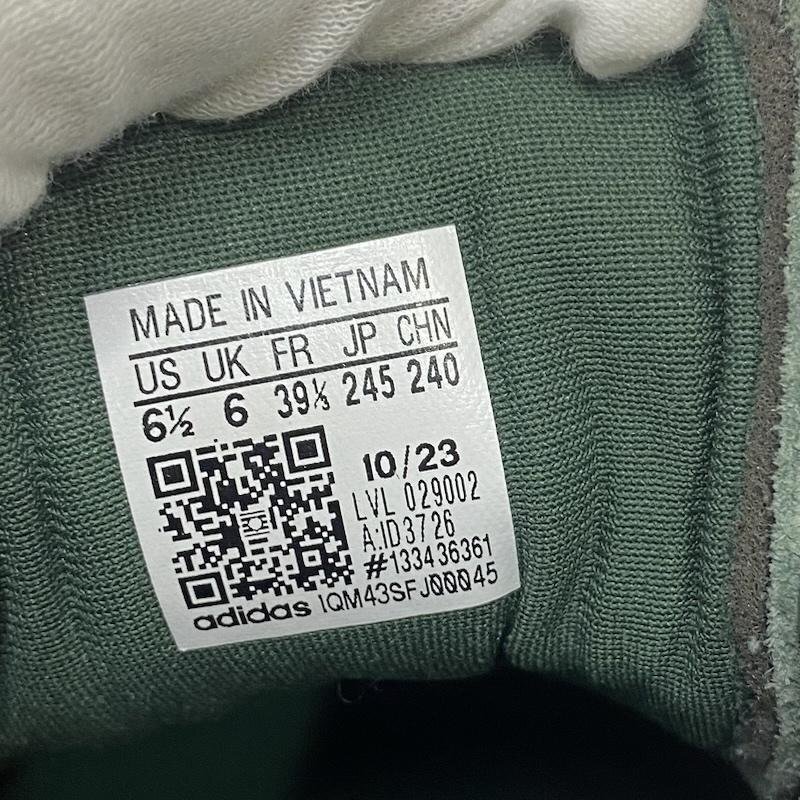 MADE IN VIETNAM
US UK FR JP CHN
6½ 6 39⅓ 245 240
10/23
LVL 029002
A:ID3726
#133436361
adidas 1QM43SFJ00045